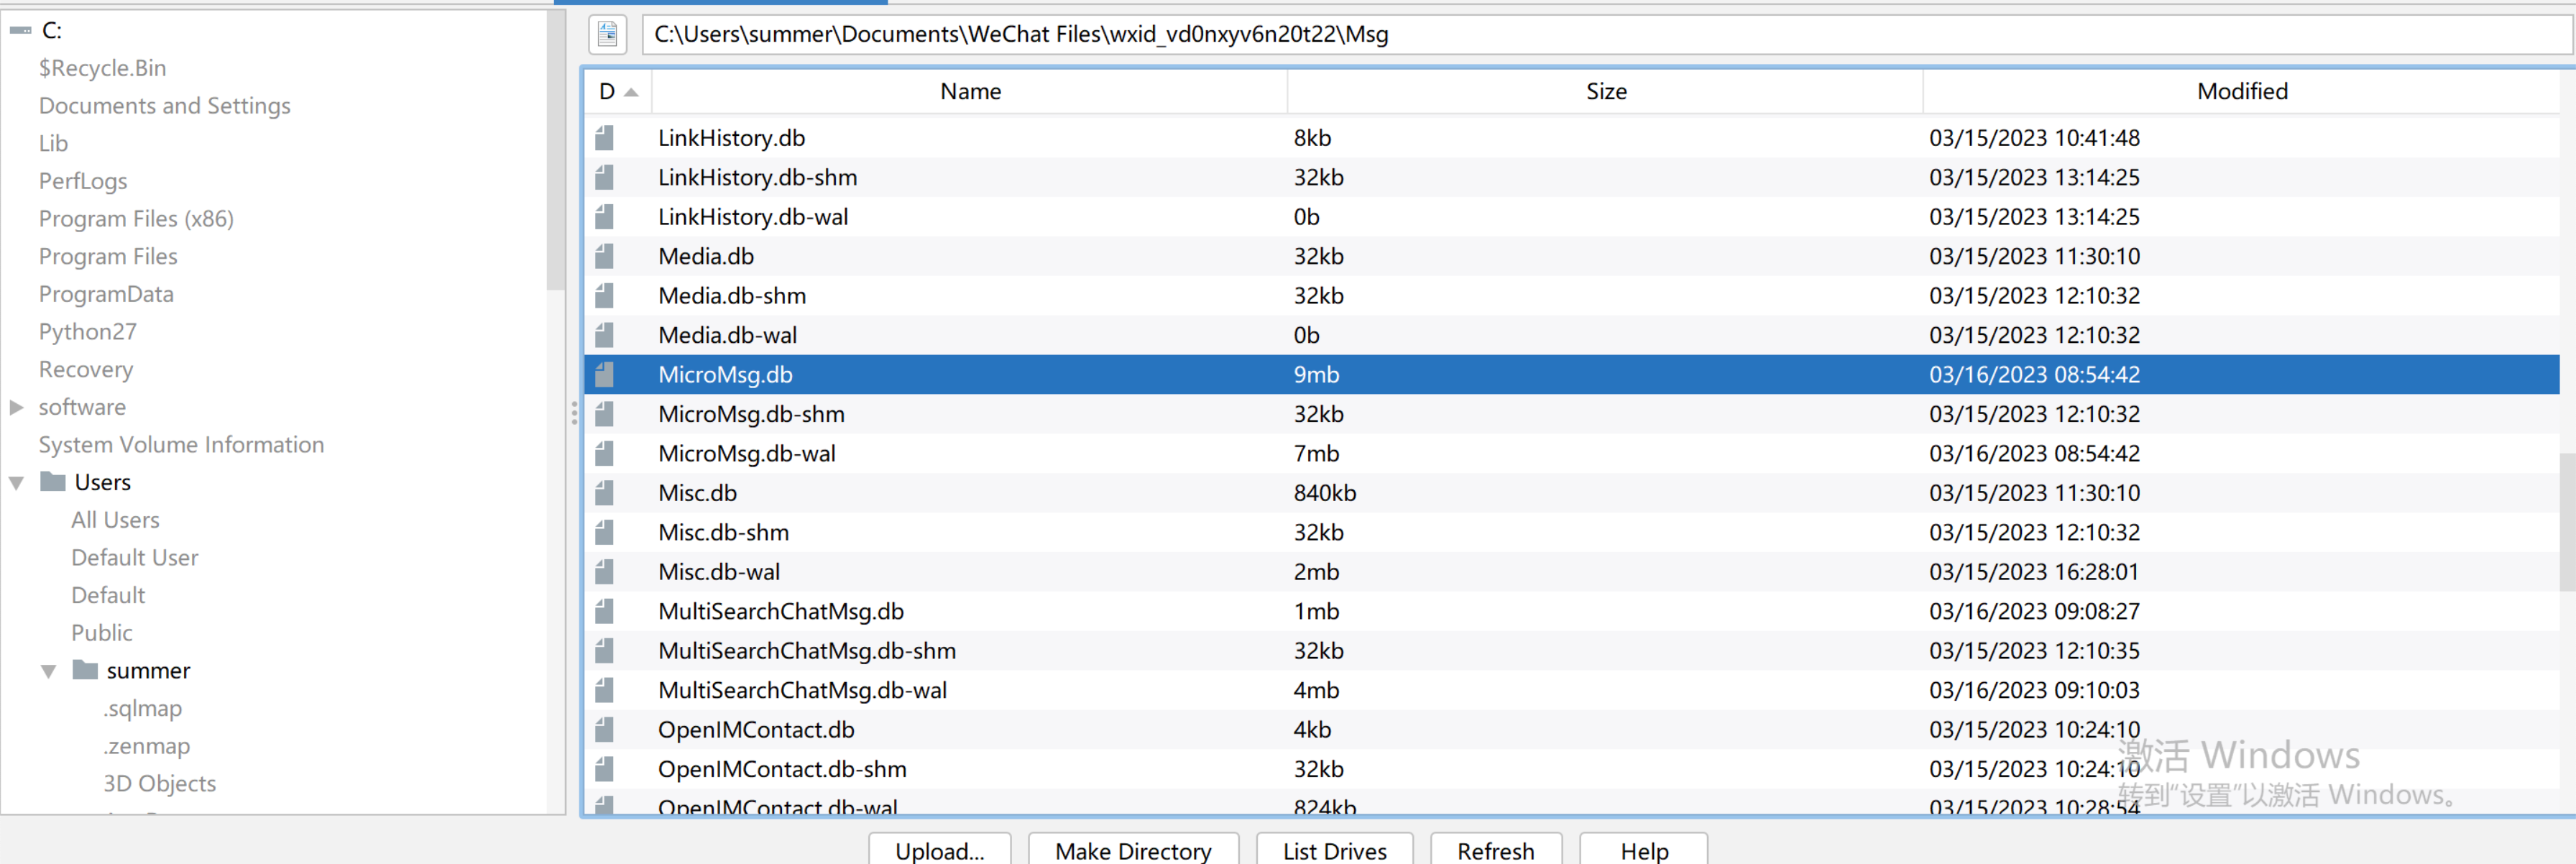 C:
$Recycle.Bin
Documents and Settings
Lib
PerfLogs
Program Files (x86)
Program Files
ProgramData
Python27
Recovery
software
System Volume Information
Users
All Users
Default User
Default
Public
summer
.sqlmap
.zenmap
3D Objects
C:\Users\summer\Documents\WeChat Files\wxid_vd0nxyv6n20t22\Msg
D Name Size Modified
LinkHistory.db 8kb 03/15/2023 10:41:48
LinkHistory.db-shm 32kb 03/15/2023 13:14:25
LinkHistory.db-wal 0b 03/15/2023 13:14:25
Media.db 32kb 03/15/2023 11:30:10
Media.db-shm 32kb 03/15/2023 12:10:32
Media.db-wal 0b 03/15/2023 12:10:32
MicroMsg.db 9mb 03/16/2023 08:54:42
MicroMsg.db-shm 32kb 03/15/2023 12:10:32
MicroMsg.db-wal 7mb 03/16/2023 08:54:42
Misc.db 840kb 03/15/2023 11:30:10
Misc.db-shm 32kb 03/15/2023 12:10:32
Misc.db-wal 2mb 03/15/2023 16:28:01
MultiSearchChatMsg.db 1mb 03/16/2023 09:08:27
MultiSearchChatMsg.db-shm 32kb 03/15/2023 12:10:35
MultiSearchChatMsg.db-wal 4mb 03/16/2023 09:10:03
OpenIMContact.db 4kb 03/15/2023 10:24:10
OpenIMContact.db-shm 32kb 03/15/2023 10:24:10
OpenIMContact.db-wal 824kb 03/15/2023 10:28:54
激活 Windows
转到“设置”以激活 Windows。
Upload... Make Directory List Drives Refresh Help